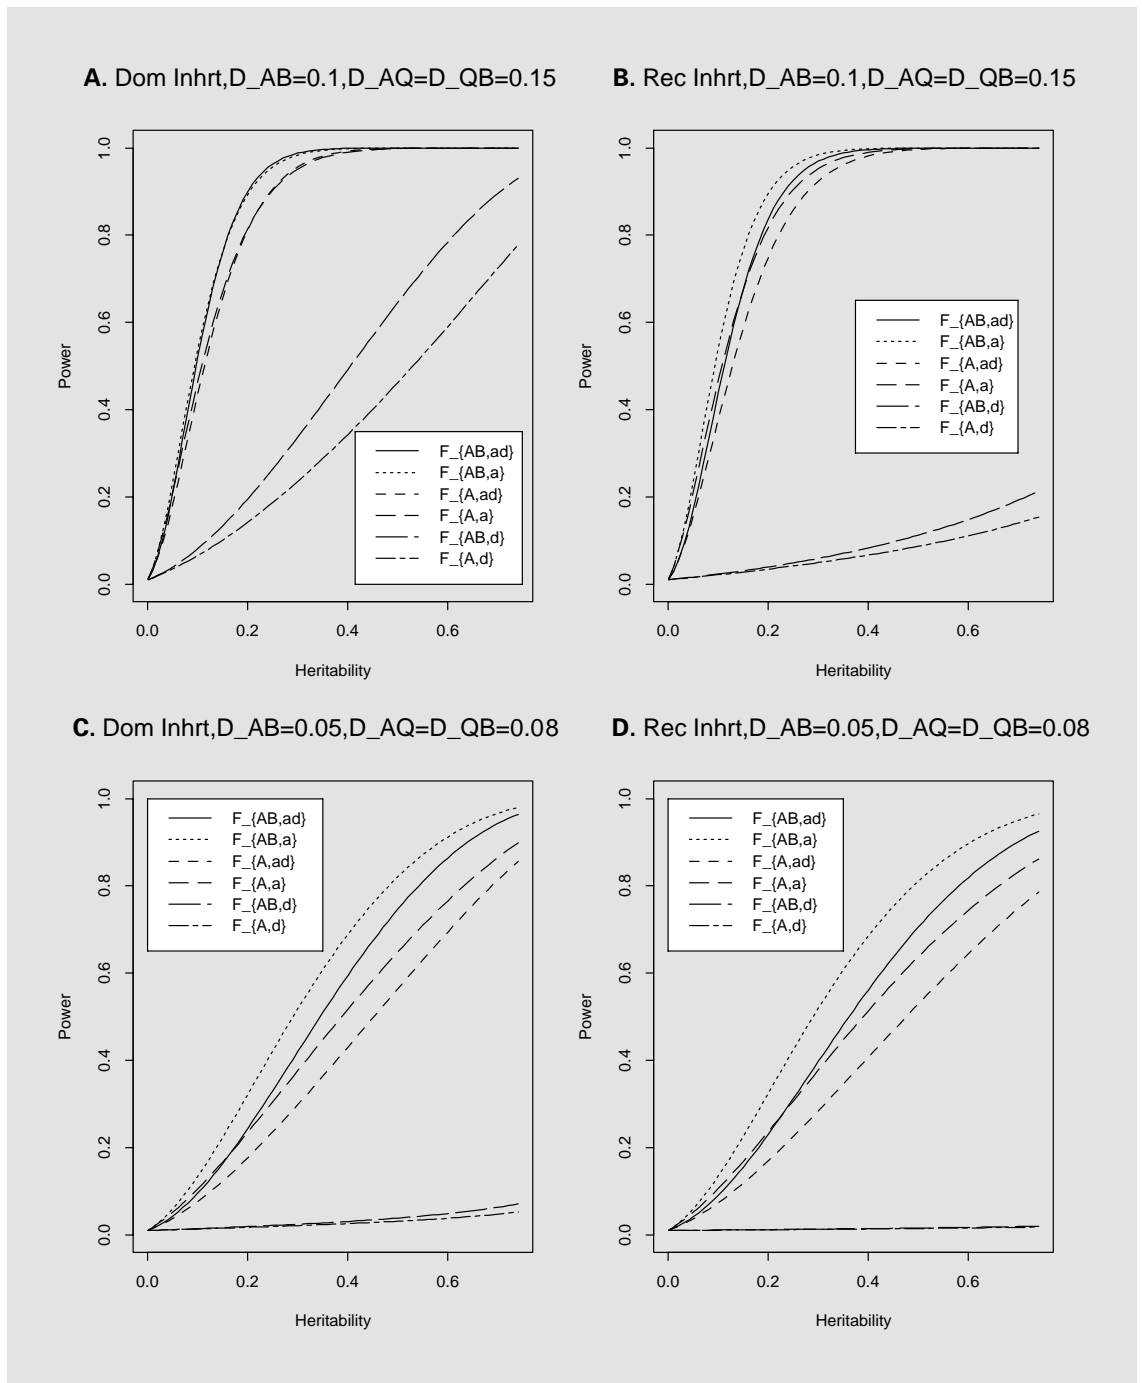 A. Dom Inhrt,D_AB=0.1,D_AQ=D_QB=0.15
1.0
0.8
0.6
0.4
0.2
0.0
Power
F_{AB,ad}
F_{AB,a}
F_{A,ad}
F_{A,a}
F_{AB,d}
F_{A,d}
0.0 0.2 0.4 0.6
Heritability
B. Rec Inhrt,D_AB=0.1,D_AQ=D_QB=0.15
1.0
0.8
0.6
0.4
0.2
0.0
Power
F_{AB,ad}
F_{AB,a}
F_{A,ad}
F_{A,a}
F_{AB,d}
F_{A,d}
0.0 0.2 0.4 0.6
Heritability
C. Dom Inhrt,D_AB=0.05,D_AQ=D_QB=0.08
1.0
0.8
0.6
0.4
0.2
0.0
Power
F_{AB,ad}
F_{AB,a}
F_{A,ad}
F_{A,a}
F_{AB,d}
F_{A,d}
0.0 0.2 0.4 0.6
Heritability
D. Rec Inhrt,D_AB=0.05,D_AQ=D_QB=0.08
1.0
0.8
0.6
0.4
0.2
0.0
Power
F_{AB,ad}
F_{AB,a}
F_{A,ad}
F_{A,a}
F_{AB,d}
F_{A,d}
0.0 0.2 0.4 0.6
Heritability